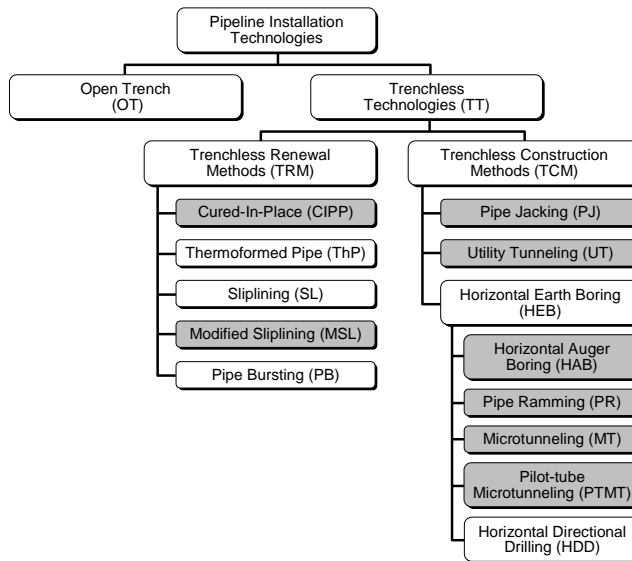 Pipeline Installation
Technologies
Open Trench
(OT)
Trenchless
Technologies (TT)
Trenchless Renewal
Methods (TRM)
Cured-In-Place (CIPP)
Thermoformed Pipe (ThP)
Sliplining (SL)
Modified Sliplining (MSL)
Pipe Bursting (PB)
Trenchless Construction
Methods (TCM)
Pipe Jacking (PJ)
Utility Tunneling (UT)
Horizontal Earth Boring
(HEB)
Horizontal Auger
Boring (HAB)
Pipe Ramming (PR)
Microtunneling (MT)
Pilot-tube
Microtunneling (PTMT)
Horizontal Directional
Drilling (HDD)